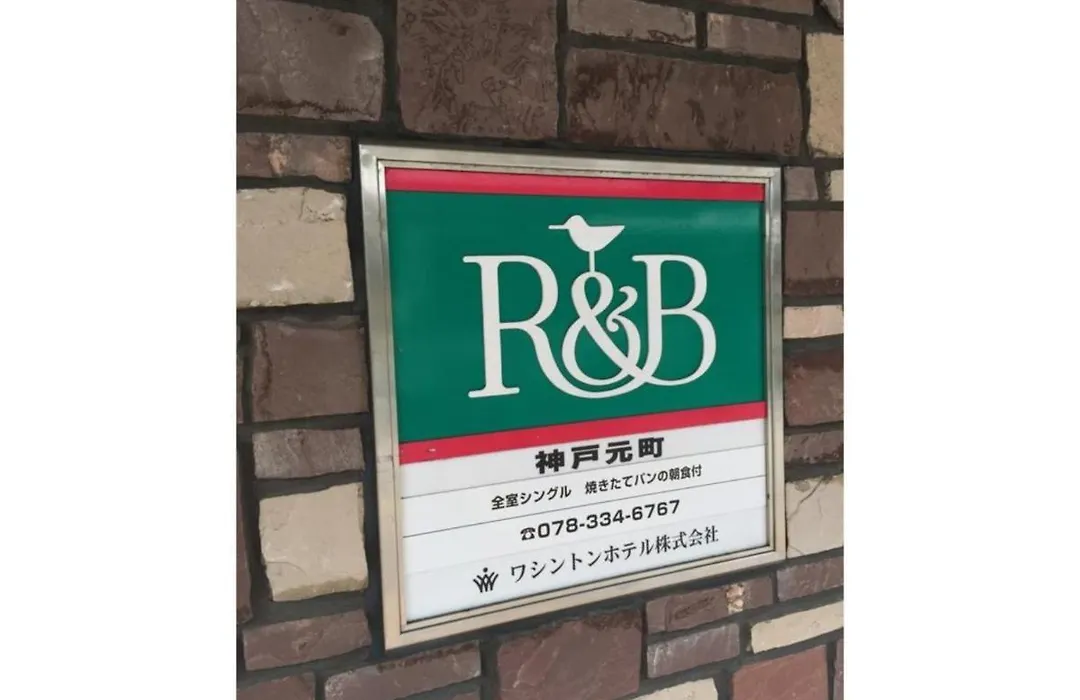 R&B
神戸元町
全室シングル 焼きたてパンの朝食付
☎078-334-6767
ワシントンホテル株式会社